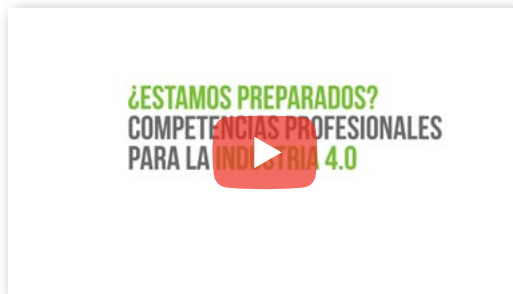 ¿ESTAMOS PREPARADOS?
COMPETENCIAS PROFESIONALES
PARA LA INDUSTRIA 4.0